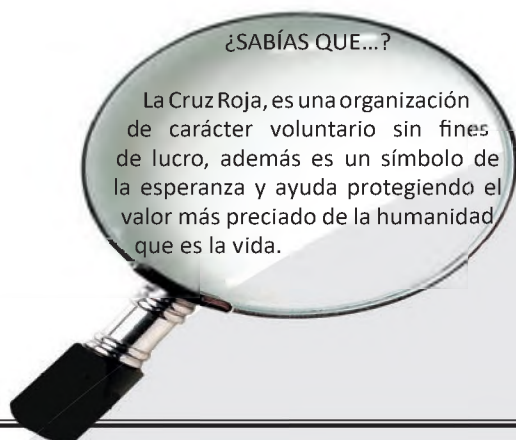 ¿SABÍAS QUE...?
La Cruz Roja, es una organización
de carácter voluntario sin fines
de lucro, además es un símbolo de
la esperanza y ayuda protegiendo el
valor más preciado de la humanidad
que es la vida.